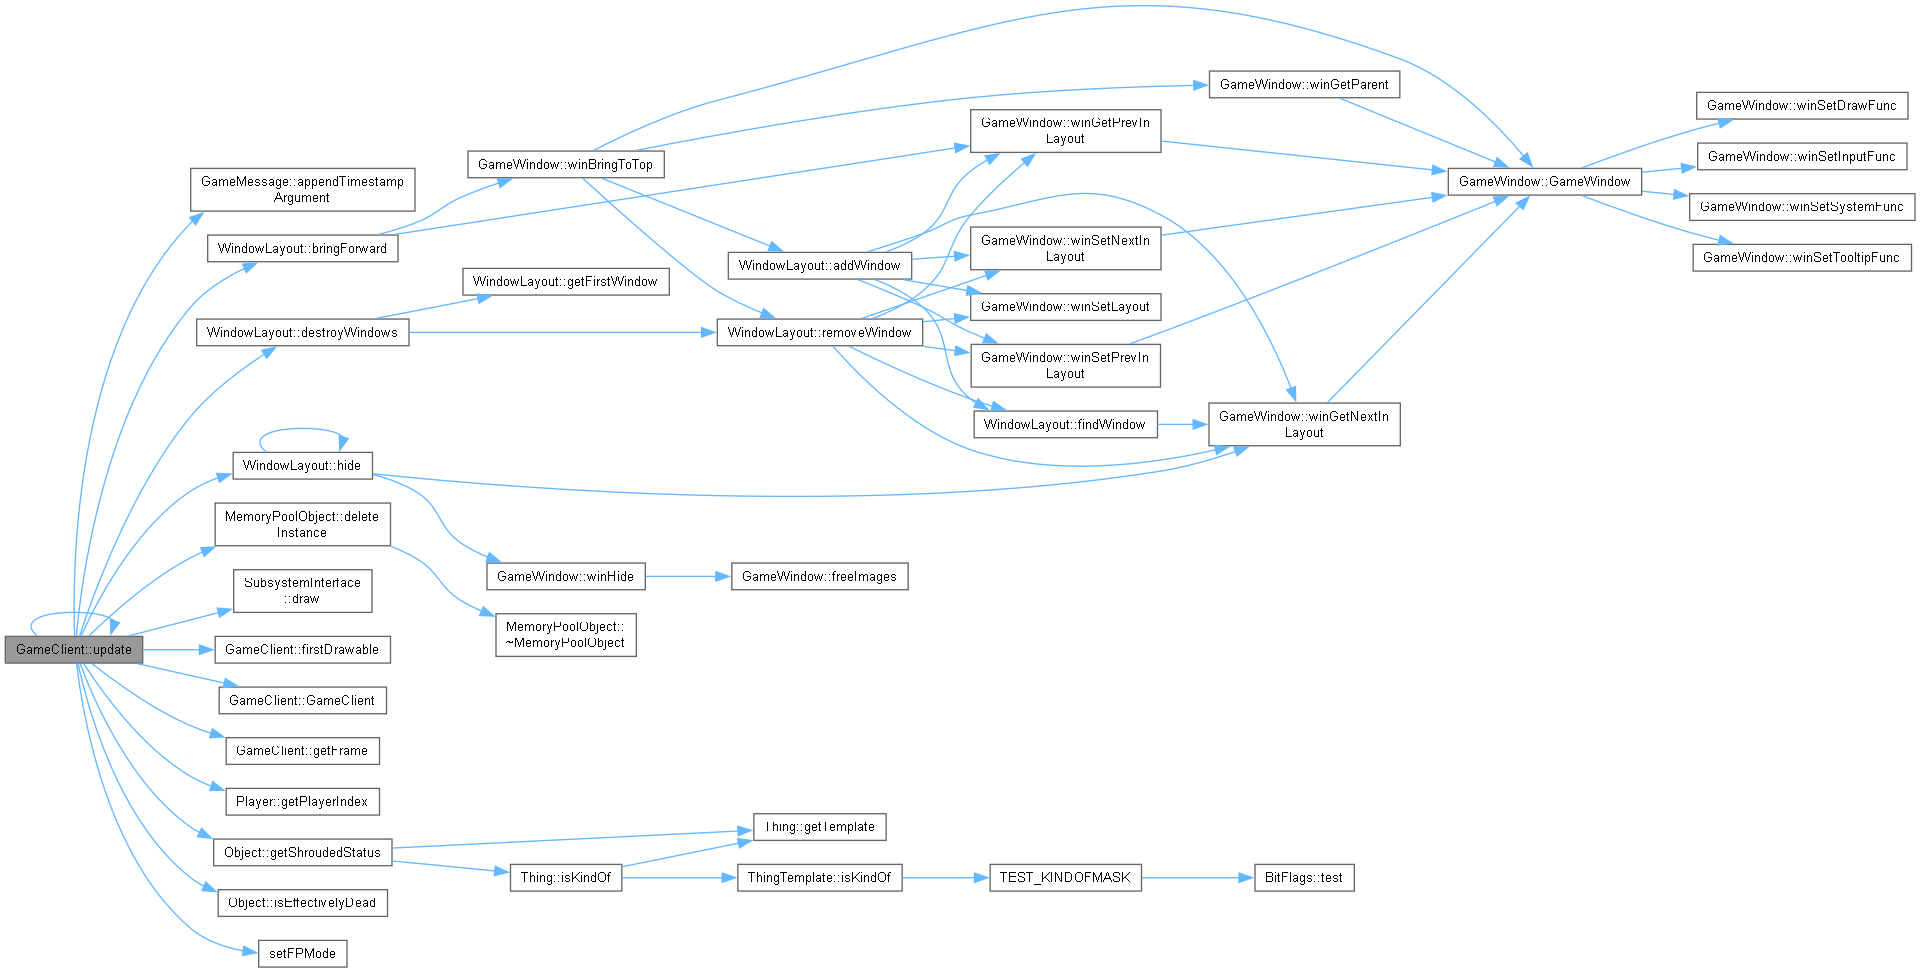 GameWindow::winGetParent
GameWindow::winSetDrawFunc
GameWindow::winGetPrevIn
Layout
GameWindow::winBringToTop
GameWindow::winSetInputFunc
GameMessage::appendTimestamp
Argument
GameWindow::GameWindow
GameWindow::winSetSystemFunc
WindowLayout::bringForward
GameWindow::winSetNextIn
Layout
GameWindow::winSetTooltipFunc
WindowLayout::addWindow
WindowLayout::getFirstWindow
GameWindow::winSetLayout
WindowLayout::destroyWindows
WindowLayout::removeWindow
GameWindow::winSetPrevIn
Layout
WindowLayout::findWindow
GameWindow::winGetNextIn
Layout
WindowLayout::hide
MemoryPoolObject::delete
Instance
GameWindow::winHide
GameWindow::freeImages
SubsystemInterface
::draw
MemoryPoolObject::
~MemoryPoolObject
GameClient::update
GameClient::firstDrawable
GameClient::GameClient
GameClient::getFrame
Player::getPlayerIndex
Thing::getTemplate
Object::getShroudedStatus
Thing::isKindOf
ThingTemplate::isKindOf
TEST_KINDOFMASK
BitFlags::test
Object::isEffectivelyDead
setFPMode